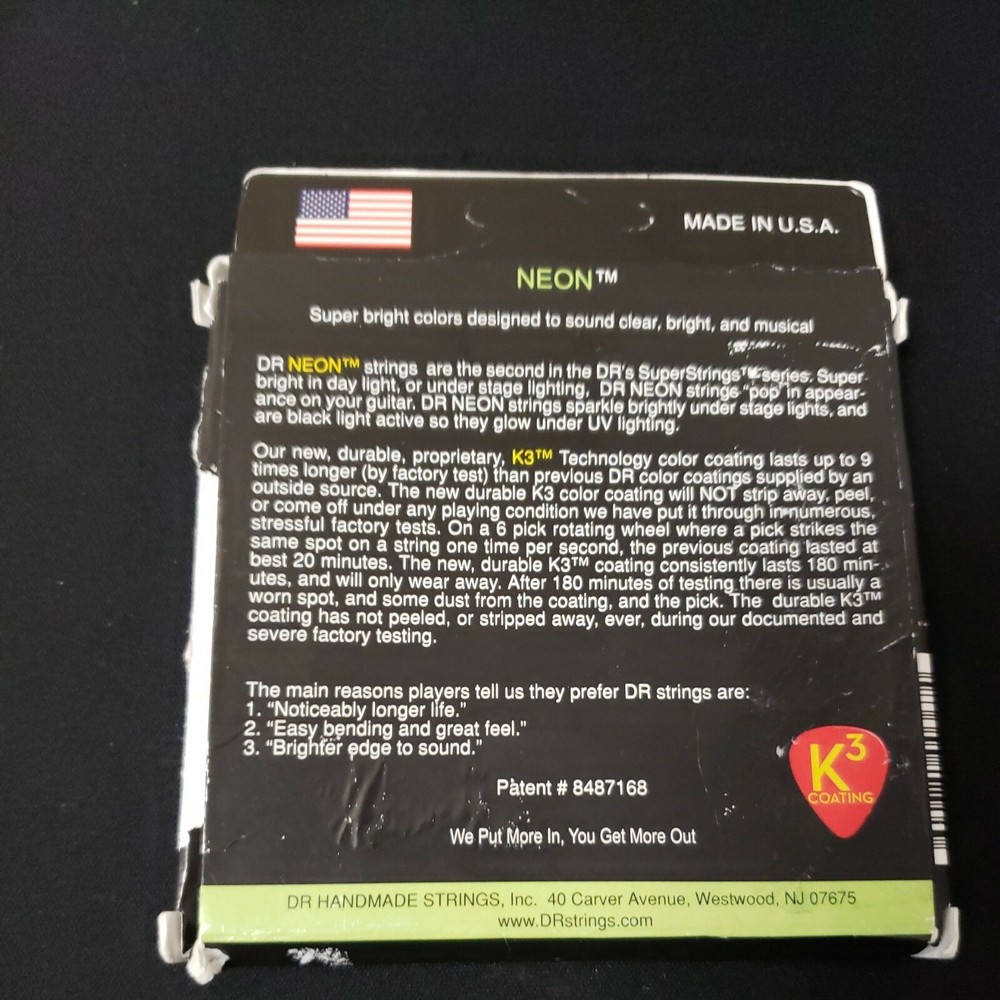 MADE IN U.S.A.
NEON™
Super bright colors designed to sound clear, bright, and musical
DR NEON™ strings are the second in the DR's SuperStrings™ series. Super
bright in day light, or under stage lighting, DR NEON strings "pop" in appear-
ance on your guitar. DR NEON strings sparkle brightly under stage lights, and
are black light active so they glow under UV lighting.
Our new, durable, proprietary, K3™ Technology color coating lasts up to 9
times longer (by factory test) than previous DR color coatings supplied by an
outside source. The new durable K3 color coating will NOT strip away, peel,
or come off under any playing condition we have put it through in numerous,
stressful factory tests. On a 6 pick rotating wheel where a pick strikes the
same spot on a string one time per second, the previous coating lasted at
best 20 minutes. The new, durable K3™ coating consistently lasts 180 min-
utes, and will only wear away. After 180 minutes of testing there is usually a
worn spot, and some dust from the coating, and the pick. The durable K3™
coating has not peeled, or stripped away, ever, during our documented and
severe factory testing.
The main reasons players tell us they prefer DR strings are:
1. "Noticeably longer life."
2. "Easy bending and great feel."
3. "Brighter edge to sound."
K3
COATING
Patent # 8487168
We Put More In, You Get More Out
DR HANDMADE STRINGS, Inc. 40 Carver Avenue, Westwood, NJ 07675
www.DRstrings.com